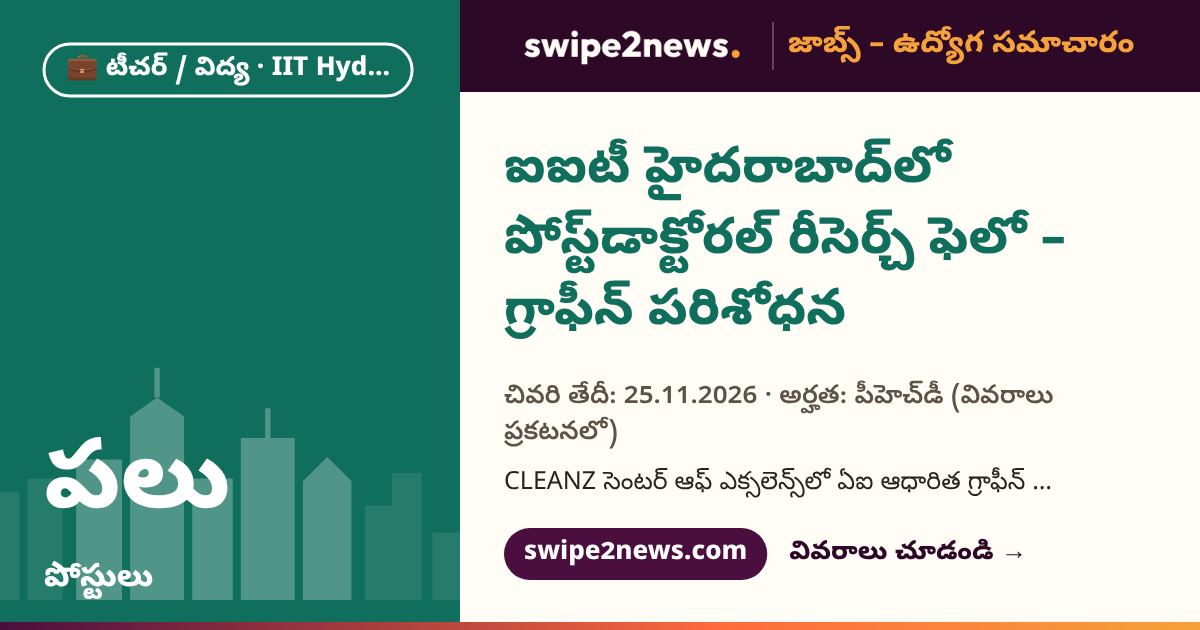 💼 టీచర్ / విద్య · IIT Hyd...
swipe2news.
జాబ్స్ – ఉద్యోగ సమాచారం
ఐఐటీ హైదరాబాద్‌లో
పోస్ట్‌డాక్టోరల్ రీసెర్చ్ ఫెలో –
గ్రాఫీన్ పరిశోధన
చివరి తేదీ: 25.11.2026 · అర్హత: పీహెచ్‌డీ (వివరాలు
ప్రకటనలో)
CLEANZ సెంటర్ ఆఫ్ ఎక్సలెన్స్‌లో ఏఐ ఆధారిత గ్రాఫీన్ ...
పలు
పోస్టులు
swipe2news.com
వివరాలు చూడండి →